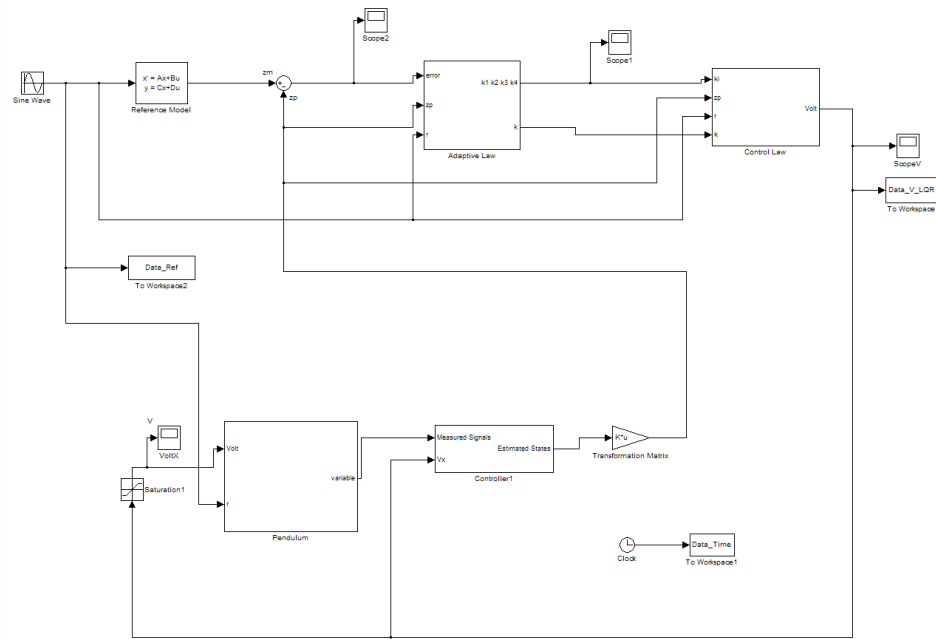 Scope2
Scope1
x' = Ax+Bu
y = Cx+Du
Sine Wave
Reference Model
zm
zp
error
zp
r
k1 k2 k3 k4
k
Adaptive Law
ki
zp
r
k
Volt
Control Law
ScopeV
Data_V_LQR
To Workspace
Data_Ref
To Workspace2
V
VoltX
Saturation1
Volt
r
variable
Pendulum
Measured Signals
Vx
Estimated States
Controller1
K*u
Transformation Matrix
Clock
Data_Time
To Workspace1